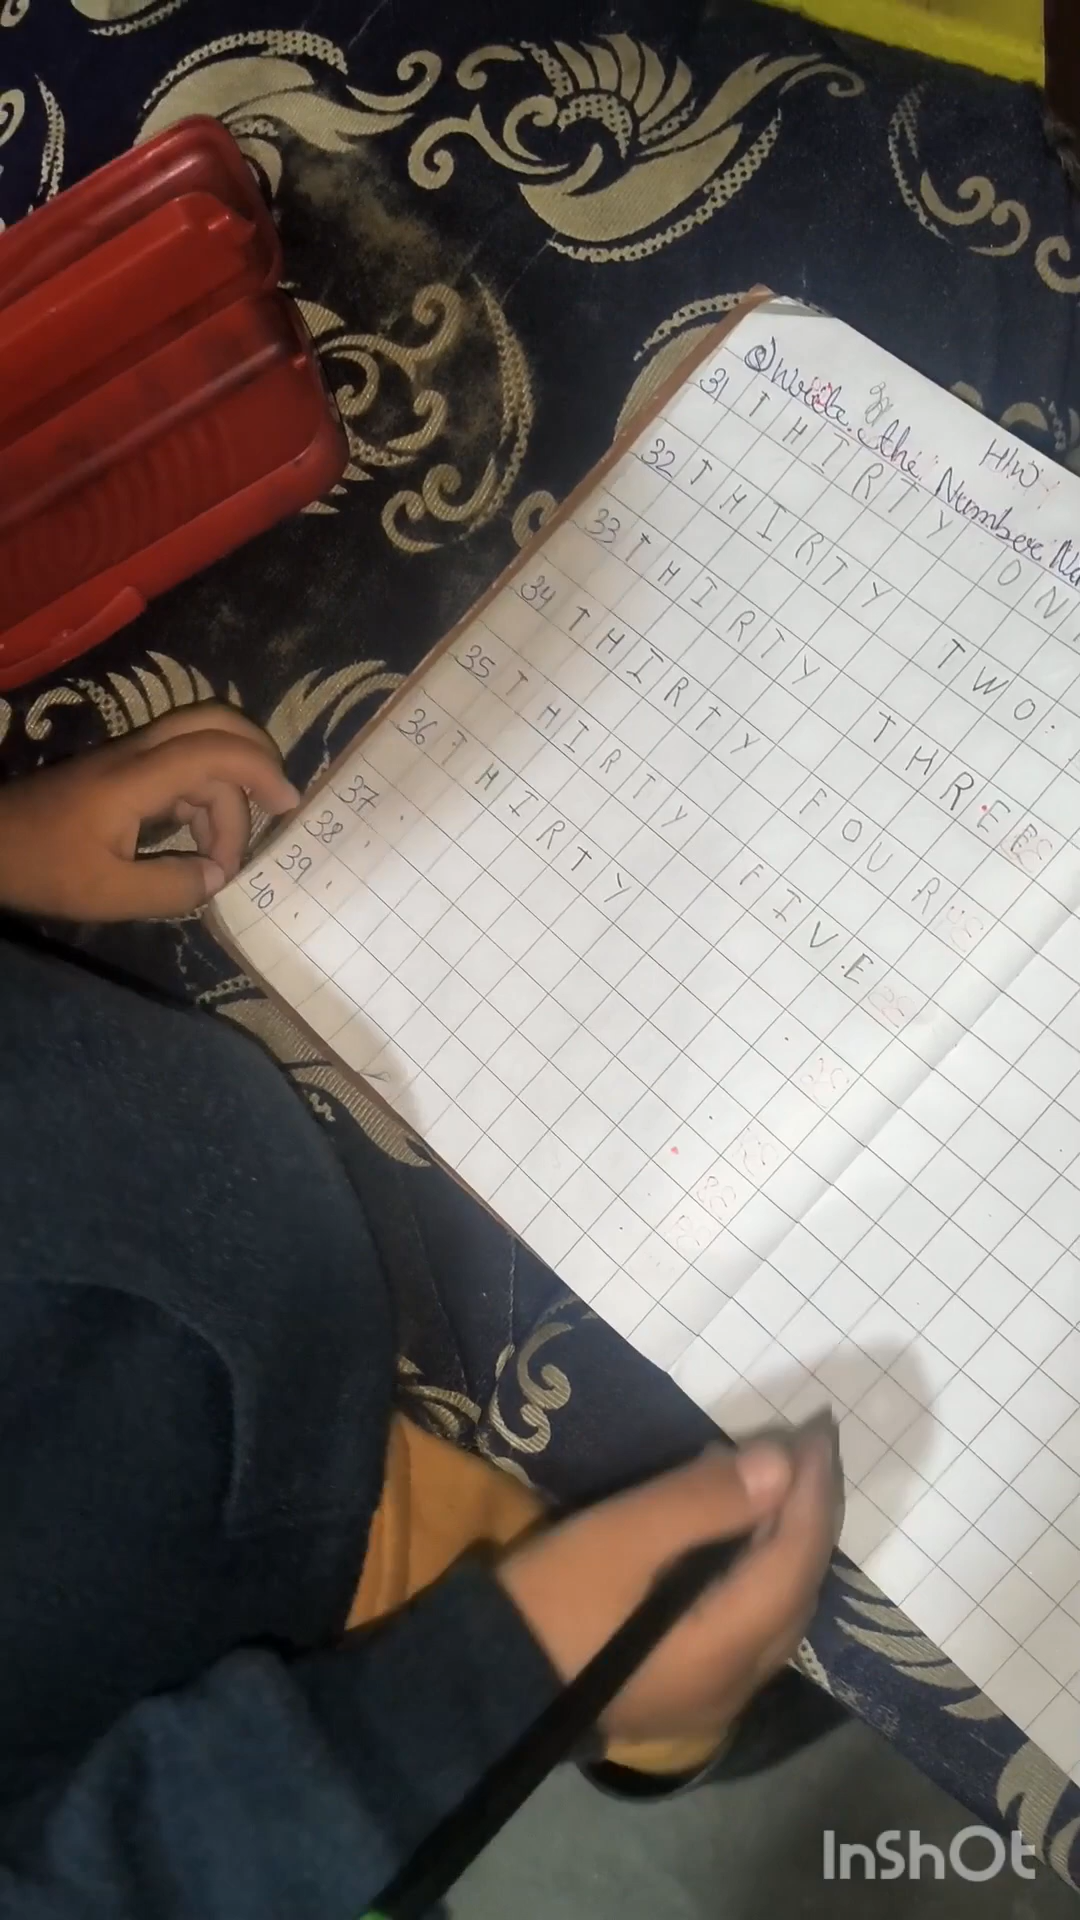 H/W
Q) Write the Number Na
31 THIRTY ON
32 THIRTY TWO.
33 THIRTY THREE
34 THIRTY FOUR
35 THIRTY FIVE
36 THIRTY
37
38
39
40
InShOt